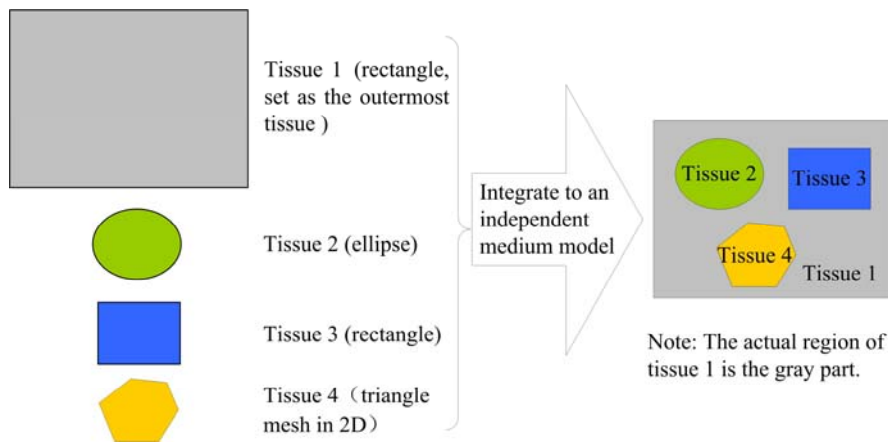 Tissue 1 (rectangle,
set as the outermost
tissue )
Tissue 2 (ellipse)
Tissue 3 (rectangle)
Tissue 4（triangle
mesh in 2D）
Integrate to an
independent
medium model
Tissue 2
Tissue 3
Tissue 4
Tissue 1
Note: The actual region of
tissue 1 is the gray part.